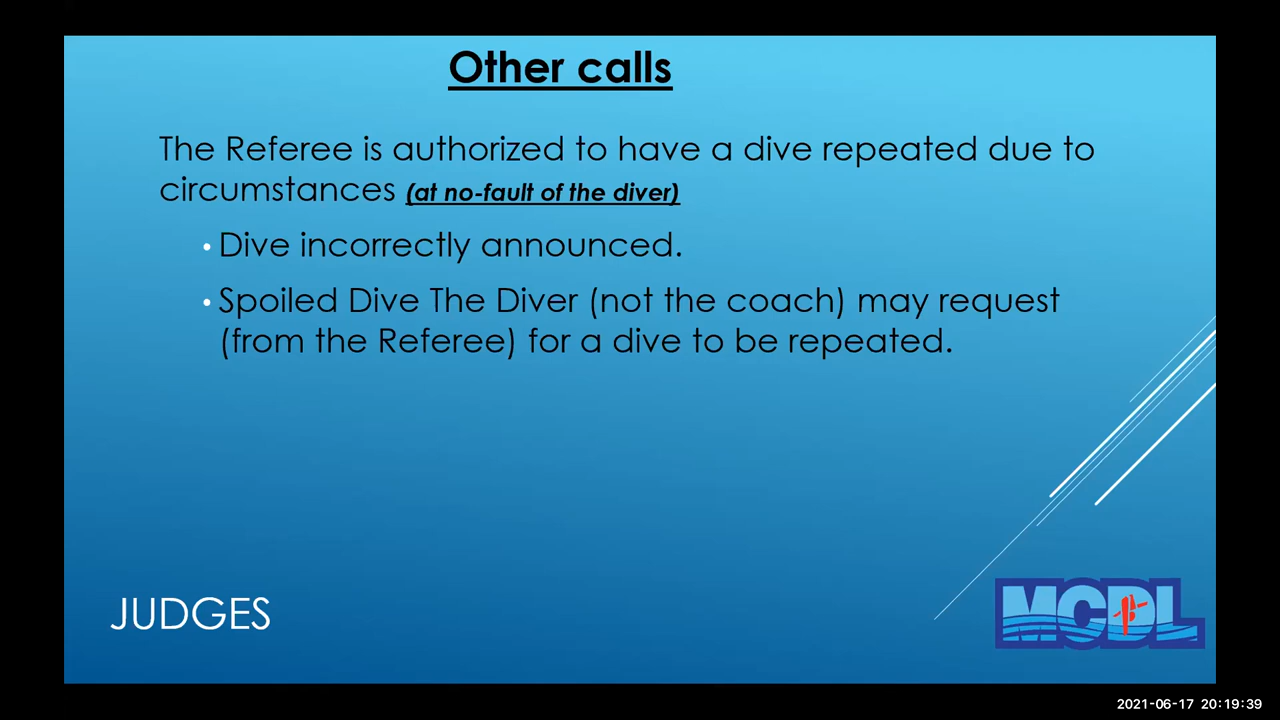 Other calls
The Referee is authorized to have a dive repeated due to
circumstances (at no-fault of the diver)
• Dive incorrectly announced.
• Spoiled Dive The Diver (not the coach) may request
(from the Referee) for a dive to be repeated.
JUDGES
MCDL
2021-06-17 20:19:39